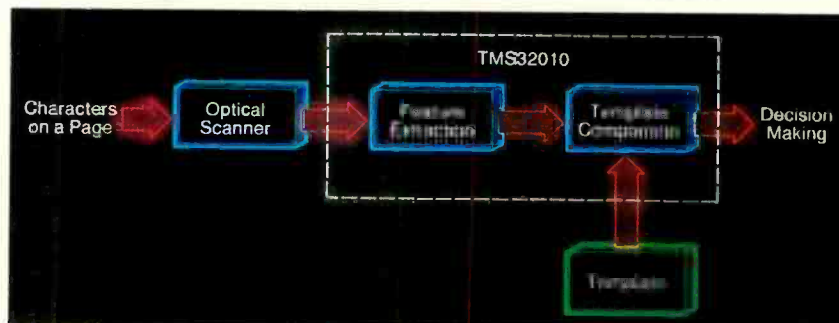 TMS32010
Characters
on a Page
Optical
Scanner
Feature
Extraction
Template
Comparison
Decision
Making
Template